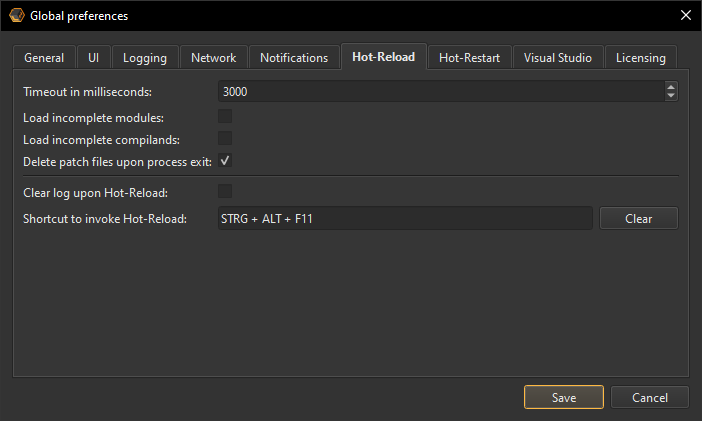 Global preferences
General UI Logging Network Notifications Hot-Reload Hot-Restart Visual Studio Licensing
Timeout in milliseconds: 3000
Load incomplete modules:
Load incomplete compilands:
Delete patch files upon process exit:
Clear log upon Hot-Reload:
Shortcut to invoke Hot-Reload: STRG + ALT + F11 Clear
Save Cancel